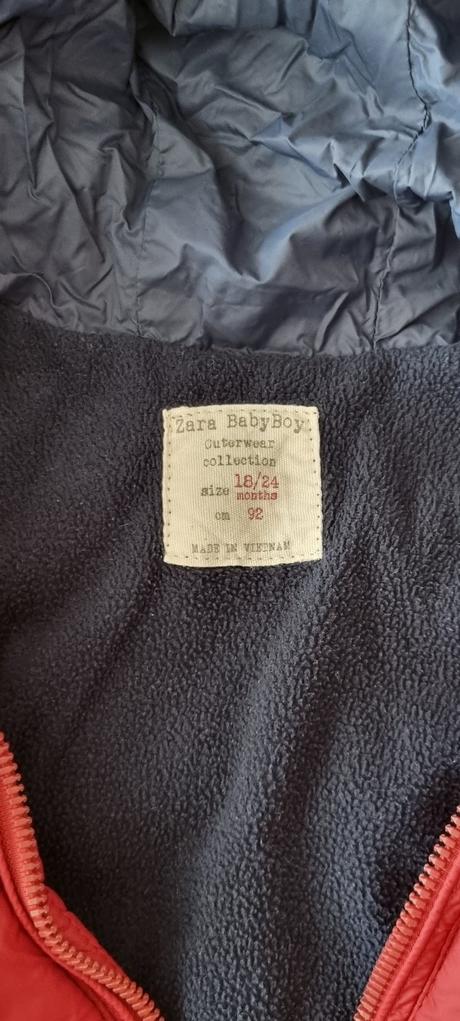 Zara BabyBoy
Outerwear
collection
size 18/24 months
cm 92
MADE IN VIETNAM